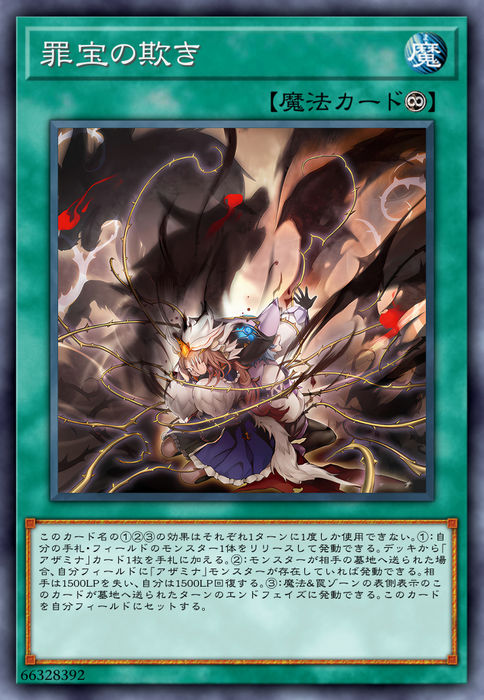 罪宝の欺き
魔
【魔法カード♾】
このカード名の①②③の効果はそれぞれ1ターンに1度しか使用できない。①:自
分の手札・フィールドのモンスター1体をリリースして発動できる。デッキから「
アザミナ」カード1枚を手札に加える。②:モンスターが相手の墓地へ送られた場
合、自分フィールドに「アザミナ」モンスターが存在していれば発動できる。相
手は1500LPを失い、自分は1500LP回復する。③:魔法&罠ゾーンの表側表示のこ
のカードが墓地へ送られたターンのエンドフェイズに発動できる。このカード
を自分フィールドにセットする。
66328392